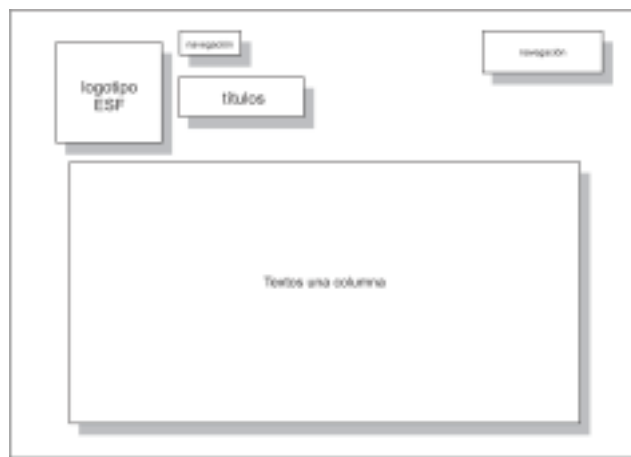 navegación
navegación
logotipo
ESF
títulos
Textos una columna